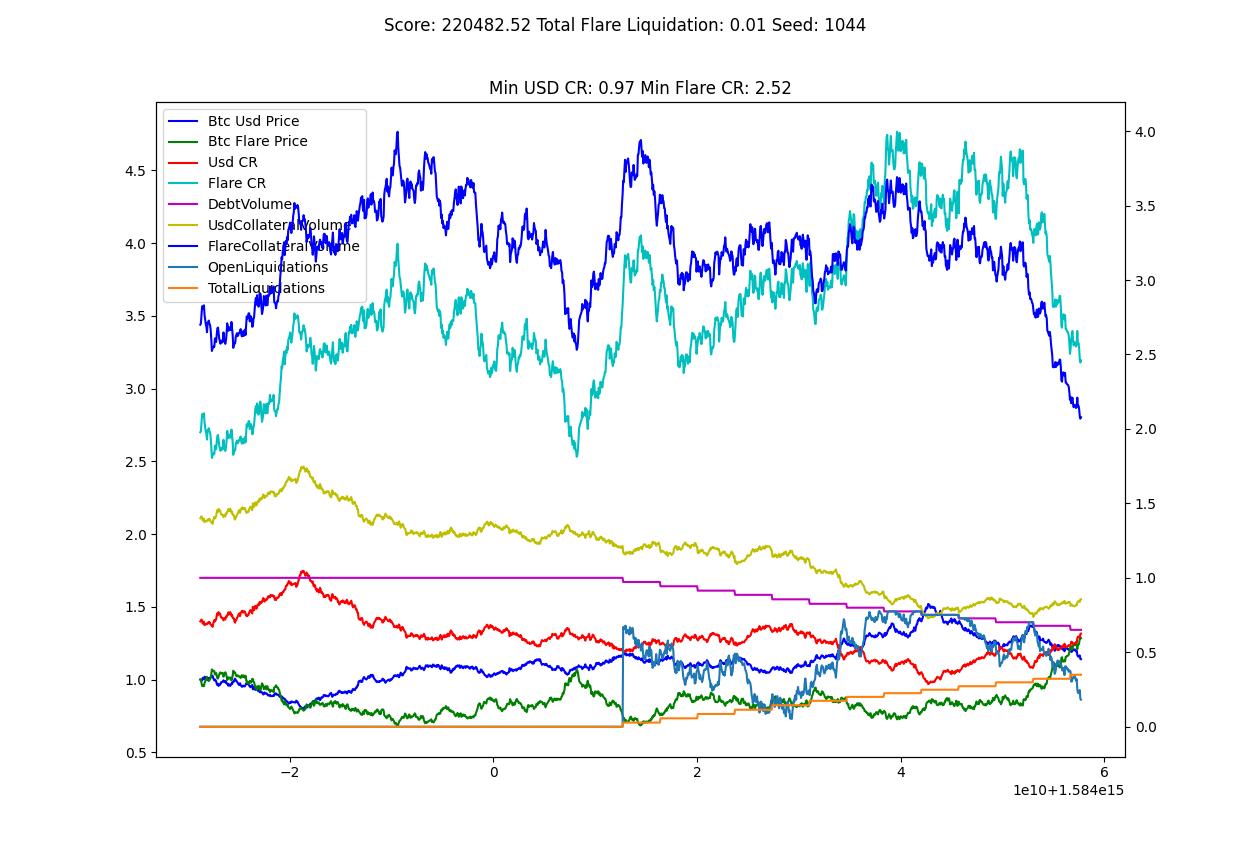 Score: 220482.52 Total Flare Liquidation: 0.01 Seed: 1044
Min USD CR: 0.97 Min Flare CR: 2.52
Btc Usd Price
Btc Flare Price
Usd CR
Flare CR
DebtVolume
UsdCollateralVolume
FlareCollateralVolume
OpenLiquidations
TotalLiquidations
4.5
4.0
3.5
3.0
2.5
2.0
1.5
1.0
0.5
4.0
3.5
3.0
2.5
2.0
1.5
1.0
0.5
0.0
−2 0 2 4 6
1e10+1.584e15